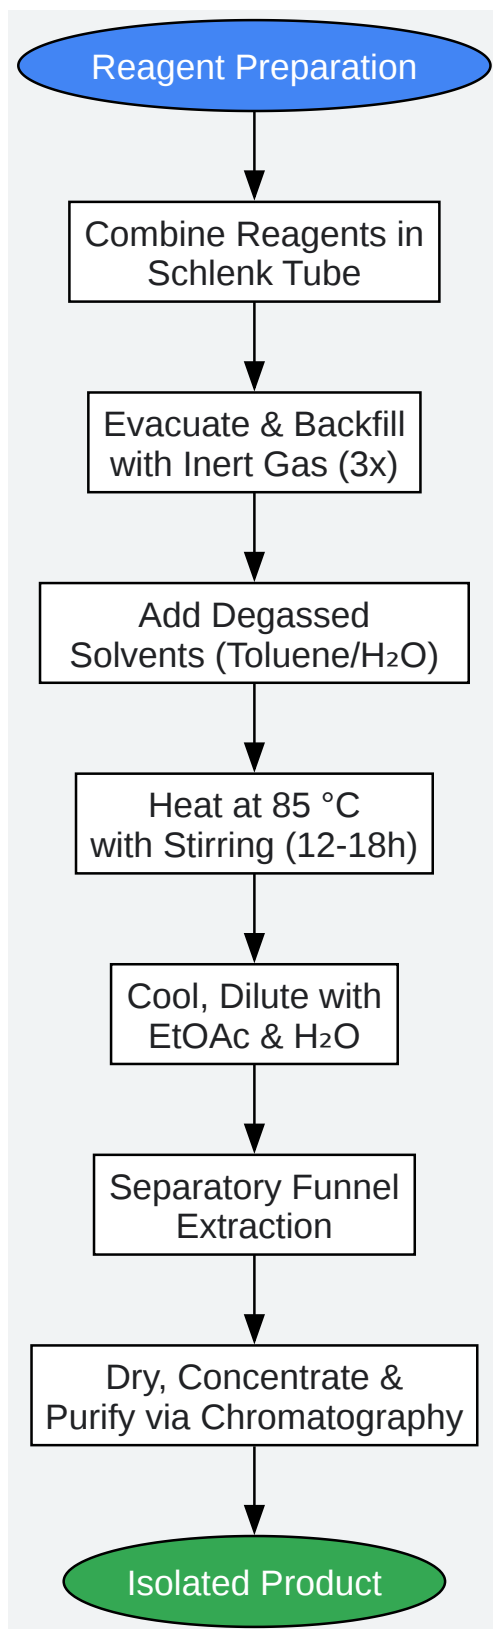 Reagent Preparation
Combine Reagents in
Schlenk Tube
Evacuate & Backfill
with Inert Gas (3x)
Add Degassed
Solvents (Toluene/H₂O)
Heat at 85 °C
with Stirring (12-18h)
Cool, Dilute with
EtOAc & H₂O
Separatory Funnel
Extraction
Dry, Concentrate &
Purify via Chromatography
Isolated Product